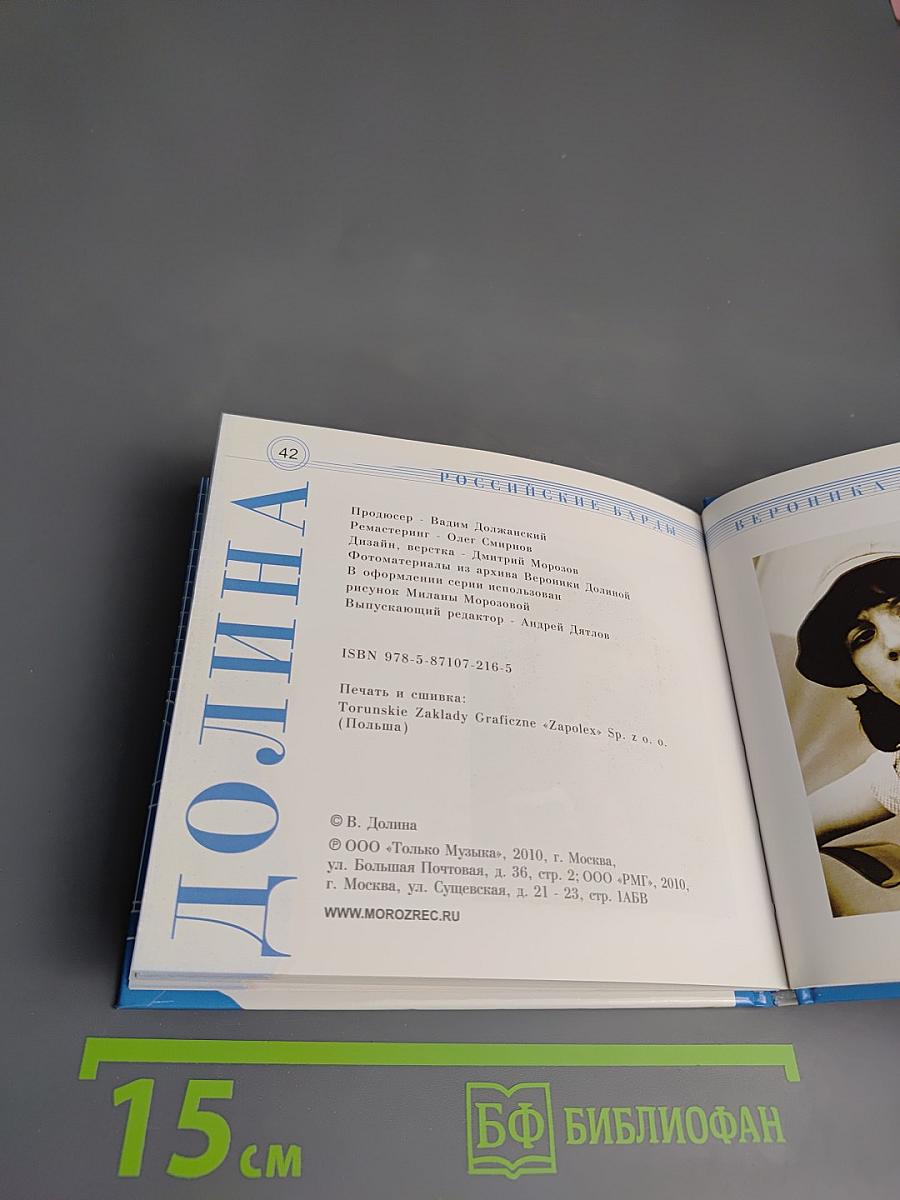 42
РОССИЙСКИЕ БАРДЫ
ДОЛИНА
Продюсер - Вадим Должанский
Ремастеринг - Олег Смирнов
Дизайн, верстка - Дмитрий Морозов
Фотоматериалы из архива Вероники Долиной
В оформлении серии использован
рисунок Миланы Морозовой
Выпускающий редактор - Андрей Дятлов
ISBN 978-5-87107-216-5
Печать и сшивка:
Torunskie Zaklady Graficzne «Zapolex» Sp. z o. o.
(Польша)
© В. Долина
℗ ООО «Только Музыка», 2010, г. Москва,
ул. Большая Почтовая, д. 36, стр. 2; ООО «РМГ», 2010,
г. Москва, ул. Сущевская, д. 21 - 23, стр. 1АБВ
WWW.MOROZREC.RU
ВЕРОНИКА
15 см
БФ БИБЛИОФАН